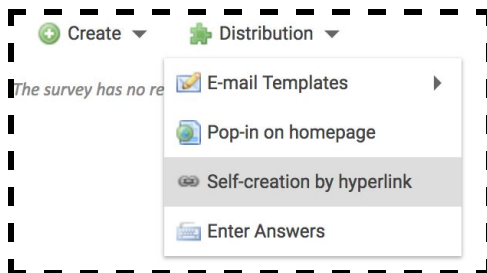 Create Distribution
E-mail Templates
The survey has no re
Pop-in on homepage
Self-creation by hyperlink
Enter Answers